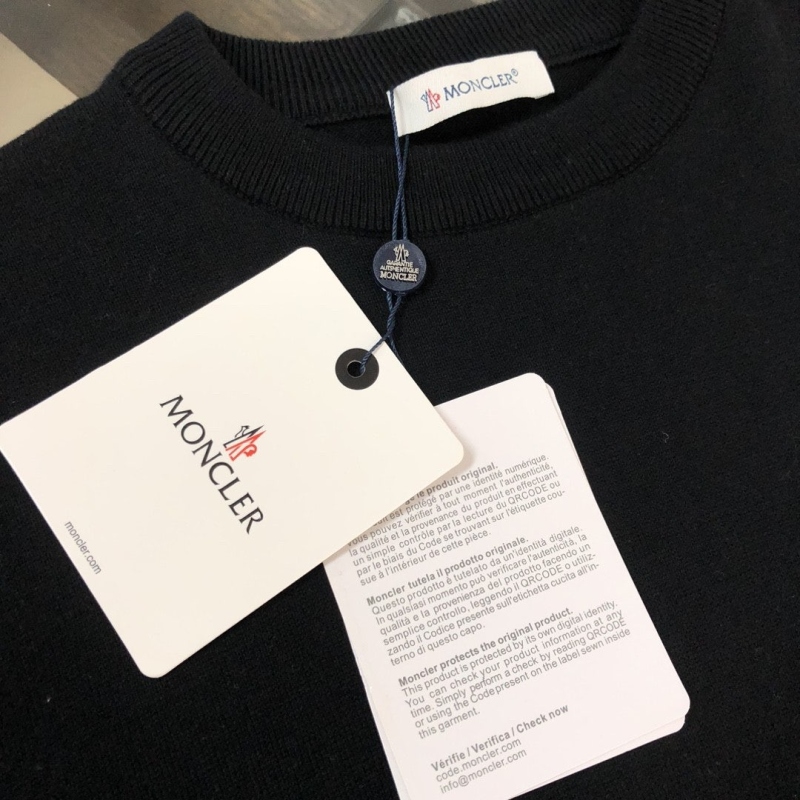 MONCLER®
GARANTIE
AUTHENTIQUE
MONCLER
MONCLER
moncler.com
le produit original.
est protégé par une identité numérique.
vous pouvez vérifier à tout moment l'authenticité,
la qualité et la provenance du produit en effectuant
un simple contrôle par la lecture du QRCODE ou
par le biais du Code se trouvant sur l'étiquette cou-
sue à l'intérieur de cette pièce.
Moncler tutela il prodotto originale.
Questo prodotto è tutelato da un'identità digitale.
In qualsiasi momento può verificare l'autenticità, la
qualità e la provenienza del prodotto facendo un
semplice controllo, leggendo il QRCODE o utiliz-
zando il Codice presente sull'etichetta cucita all'in-
terno di questo capo.
Moncler protects the original product.
This product is protected by its own digital identity.
You can check your product information at any
time. Simply perform a check by reading QRCODE
or using the Code present on the label sewn inside
this garment.
Vérifie / Verifica / Check now
code.moncler.com
info@moncler.com